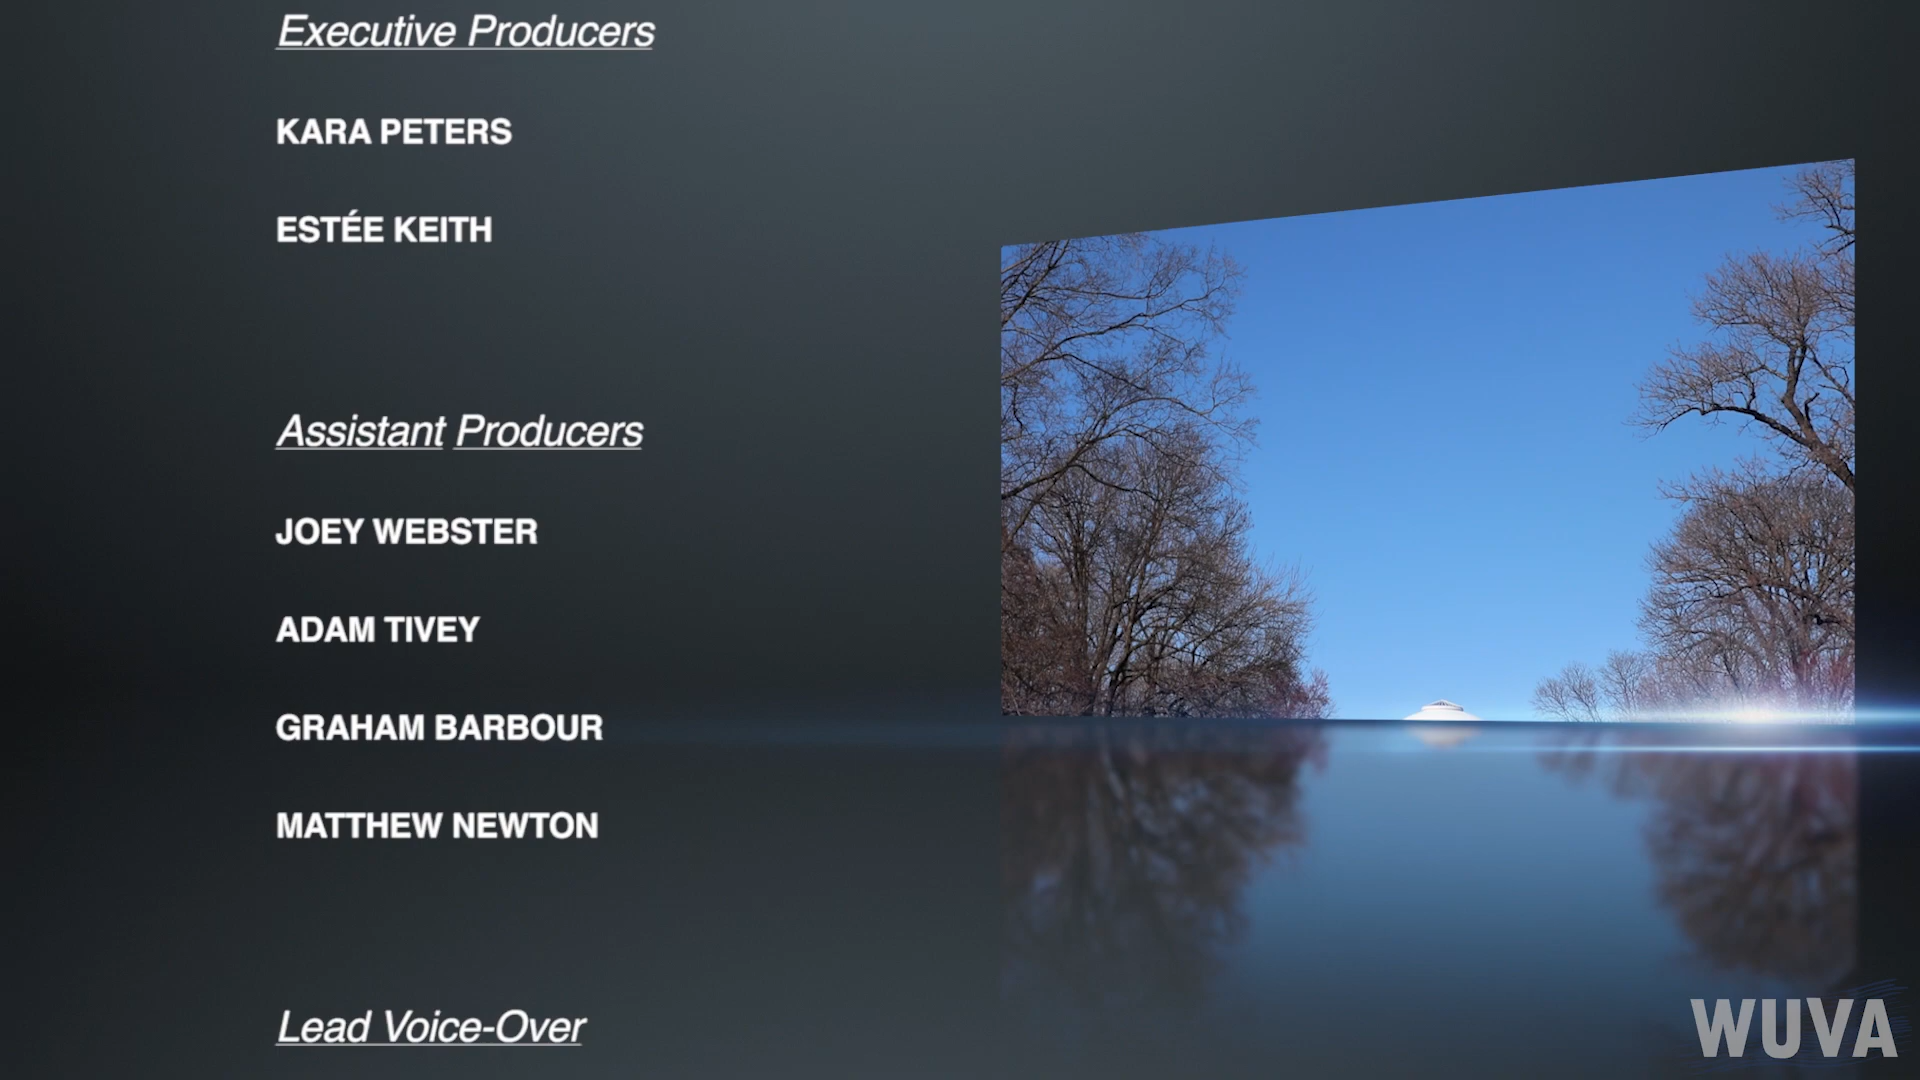 Executive Producers
KARA PETERS
ESTÉE KEITH
Assistant Producers
JOEY WEBSTER
ADAM TIVEY
GRAHAM BARBOUR
MATTHEW NEWTON
Lead Voice-Over
WUVA